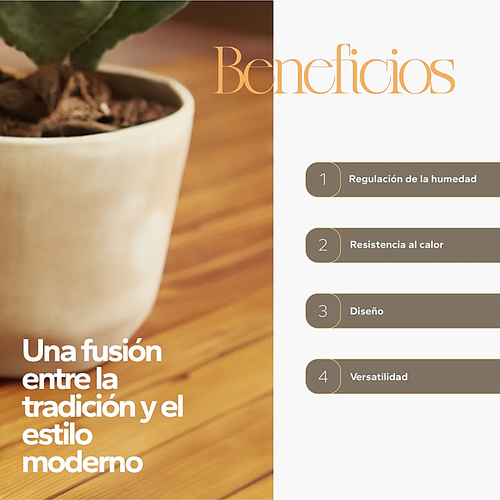 Beneficios
1 Regulación de la humedad
2 Resistencia al calor
3 Diseño
4 Versatilidad
Una fusión
entre la
tradición y el
estilo
moderno